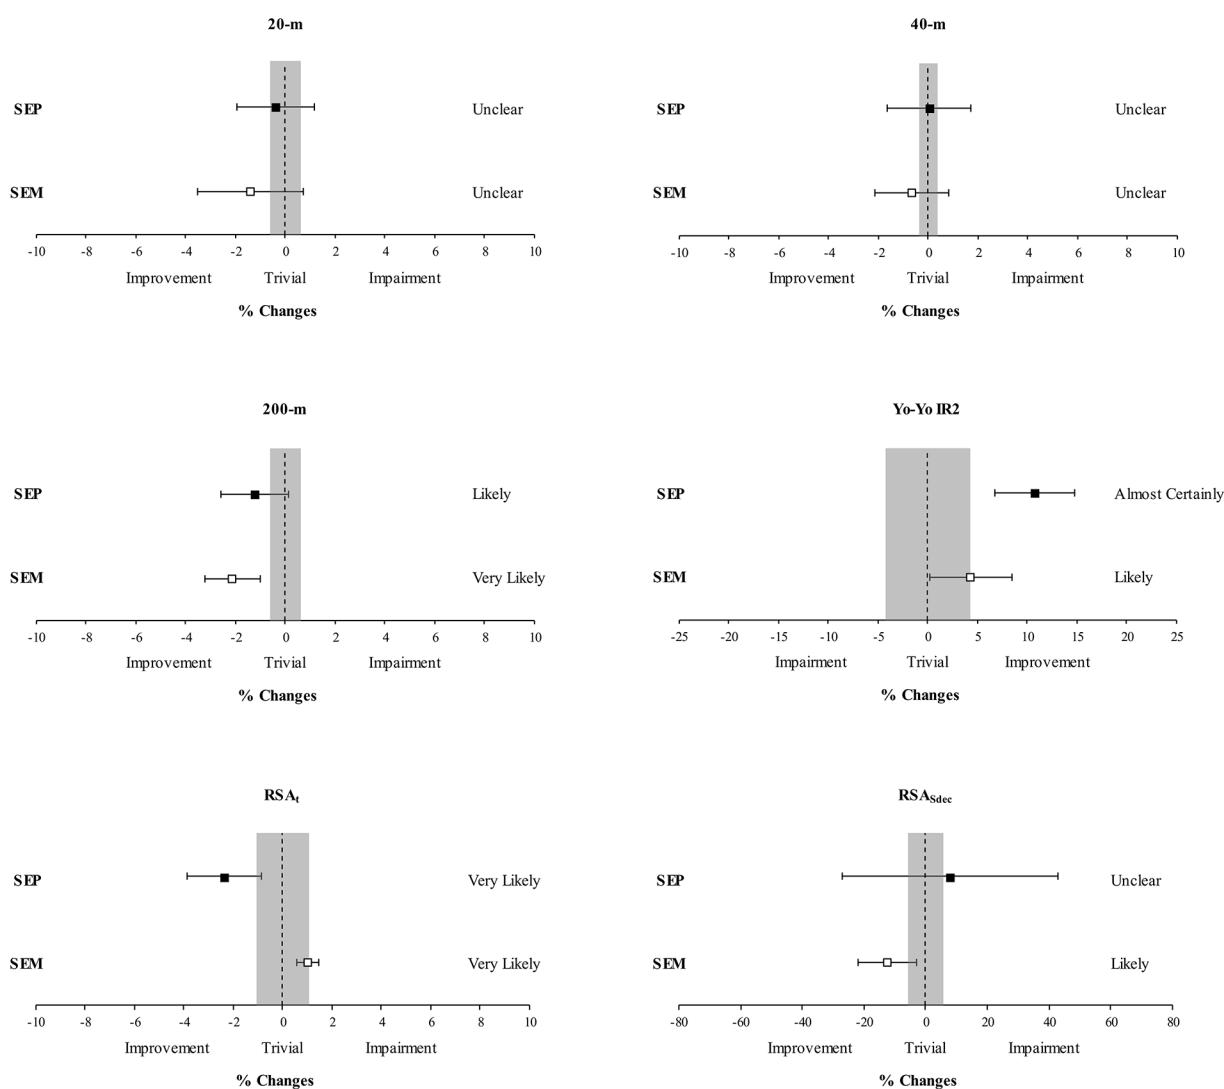 20-m
SEP Unclear
SEM Unclear
-10 -8 -6 -4 -2 0 2 4 6 8 10
Improvement Trivial Impairment
% Changes
40-m
SEP Unclear
SEM Unclear
-10 -8 -6 -4 -2 0 2 4 6 8 10
Improvement Trivial Impairment
% Changes
200-m
SEP Likely
SEM Very Likely
-10 -8 -6 -4 -2 0 2 4 6 8 10
Improvement Trivial Impairment
% Changes
Yo-Yo IR2
SEP Almost Certainly
SEM Likely
-25 -20 -15 -10 -5 0 5 10 15 20 25
Impairment Trivial Improvement
% Changes
RSAt
SEP Very Likely
SEM Very Likely
-10 -8 -6 -4 -2 0 2 4 6 8 10
Improvement Trivial Impairment
% Changes
RSASdec
SEP Unclear
SEM Likely
-80 -60 -40 -20 0 20 40 60 80
Improvement Trivial Impairment
% Changes